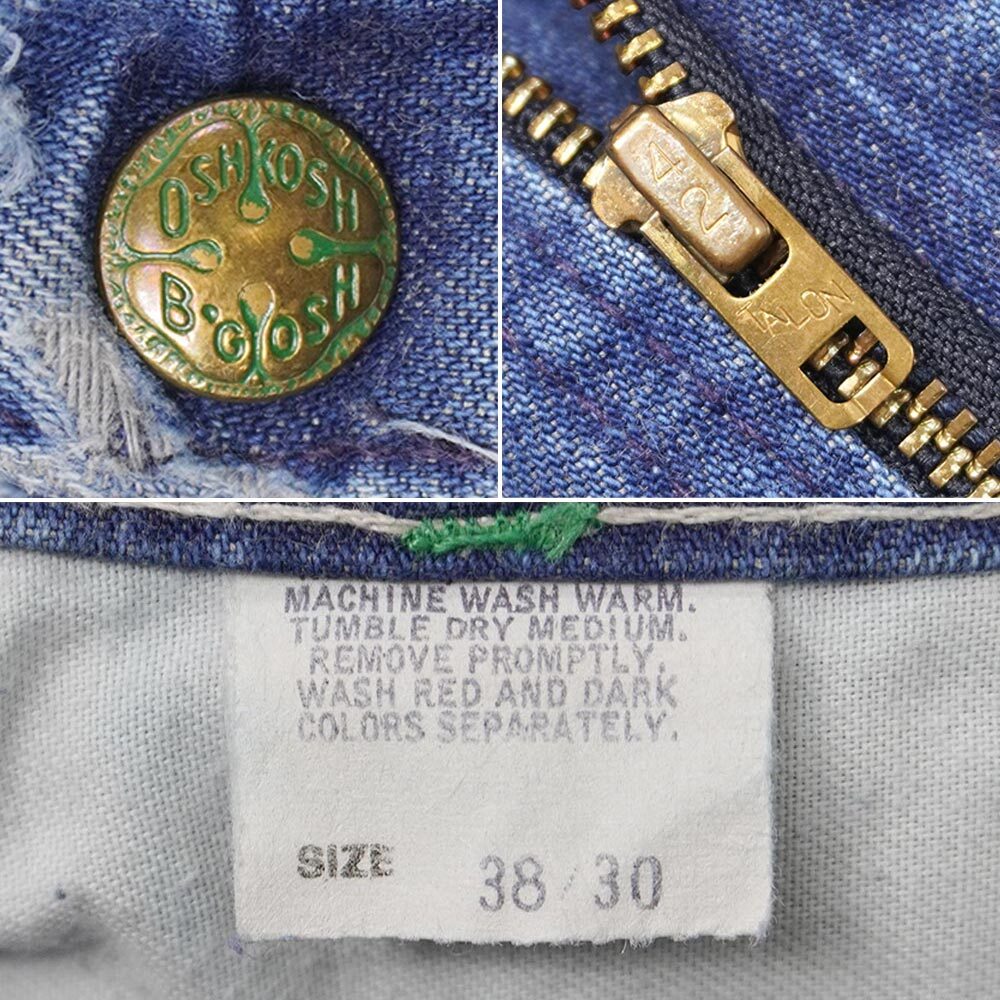 OSHKOSH
B'GOSH
42
TALON
MACHINE WASH WARM.
TUMBLE DRY MEDIUM.
REMOVE PROMPTLY.
WASH RED AND DARK
COLORS SEPARATELY.
SIZE 38/30